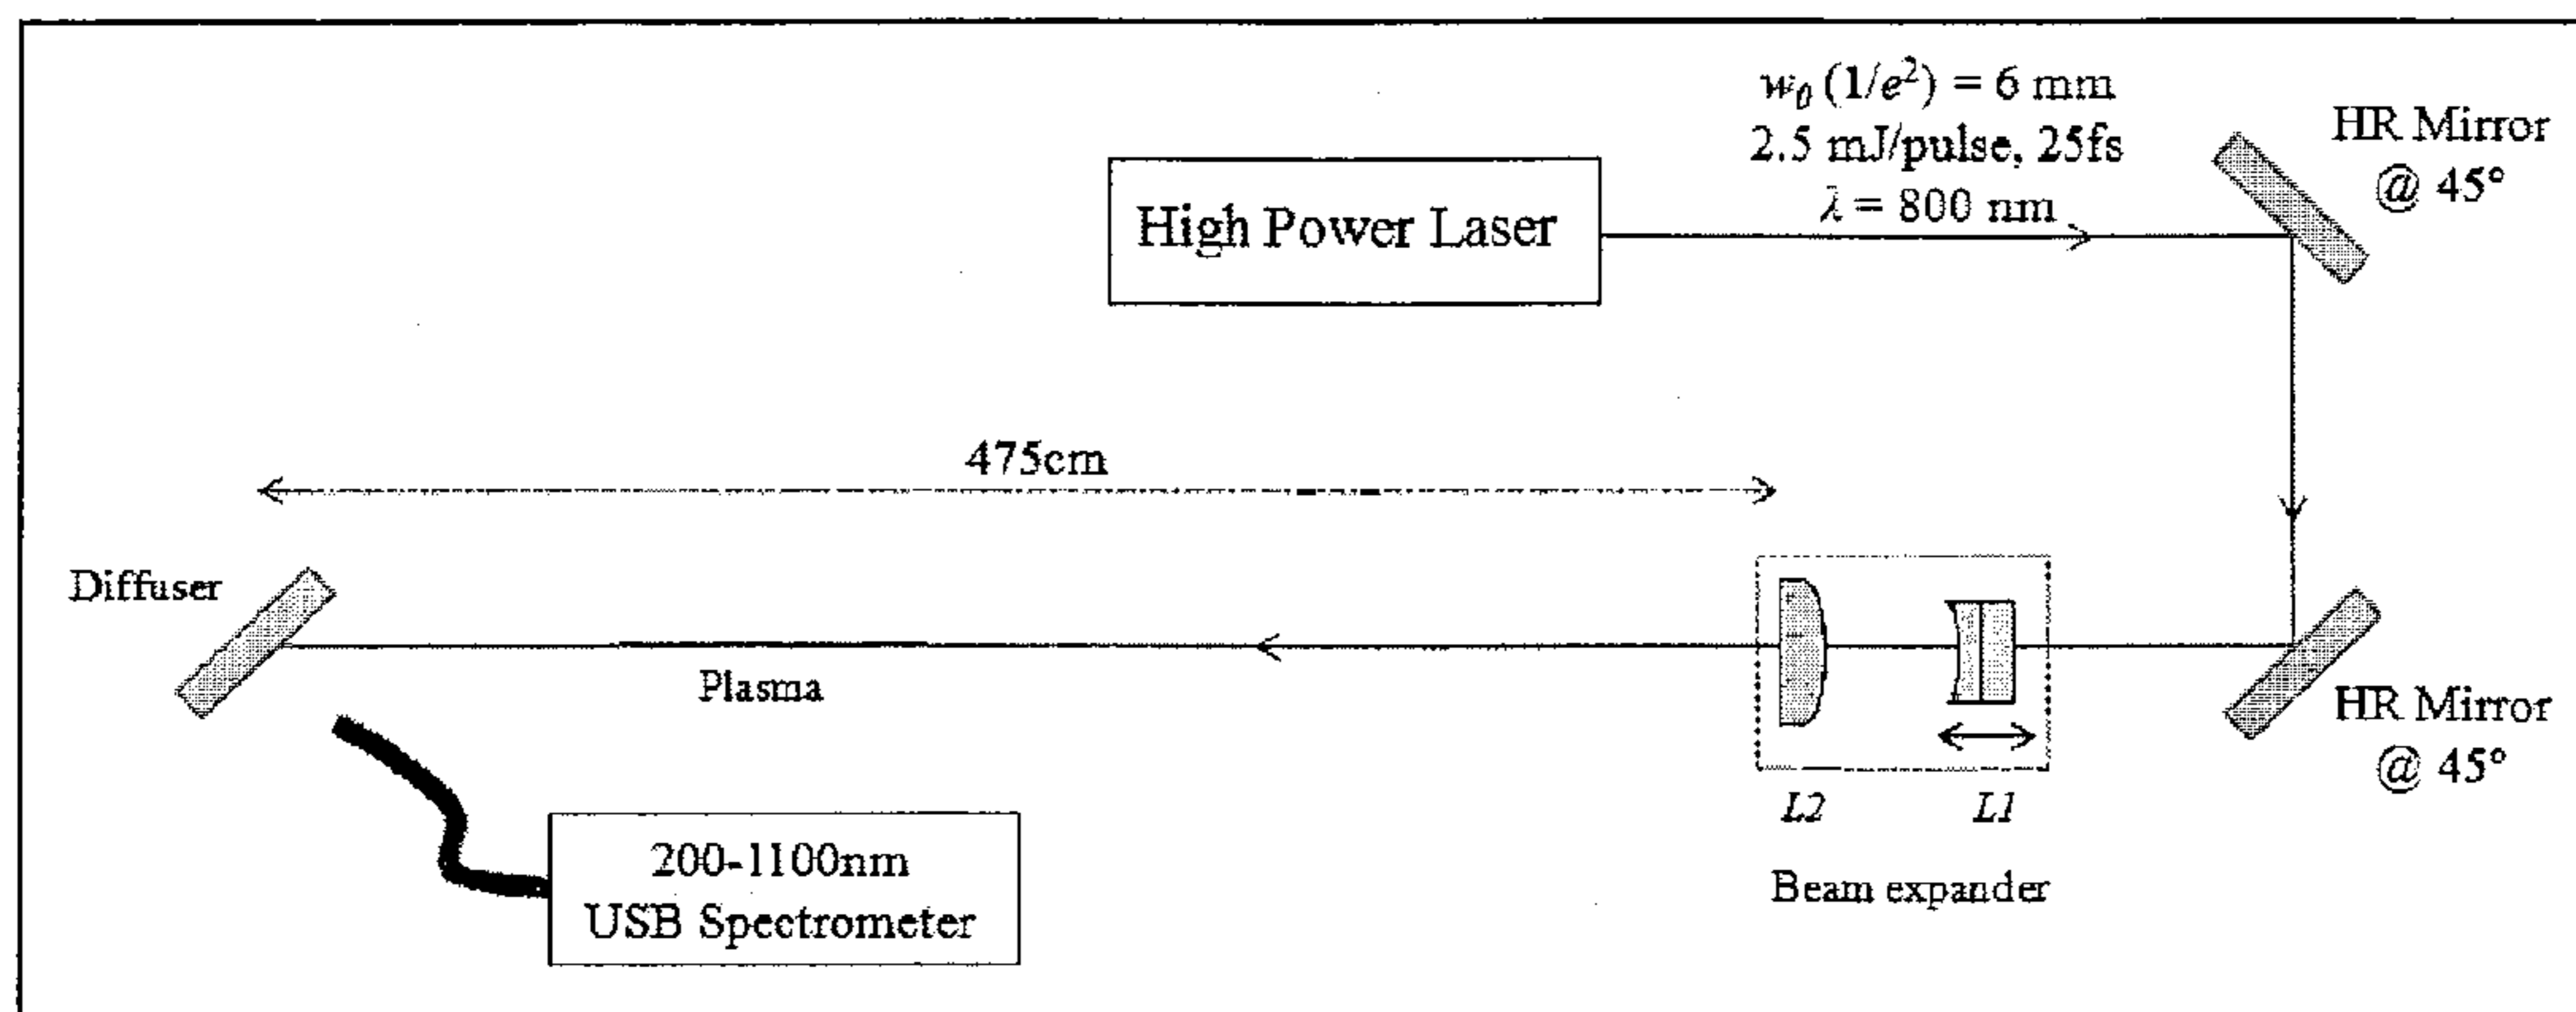 w₀ (1/e²) = 6 mm
2.5 mJ/pulse, 25fs
λ = 800 nm
HR Mirror
@ 45°
High Power Laser
475cm
Diffuser
Plasma
HR Mirror
@ 45°
L2 L1
Beam expander
200-1100nm
USB Spectrometer